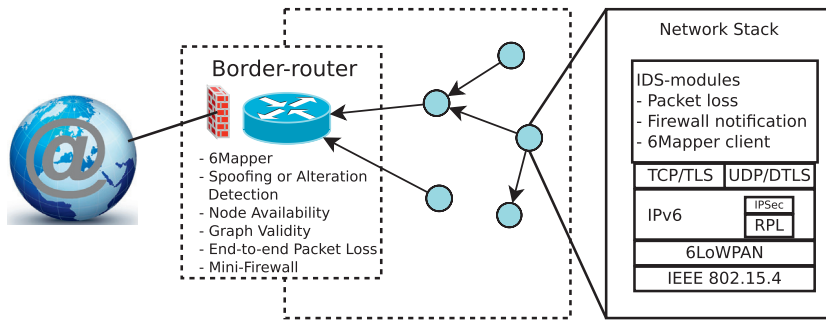 Border-router
- 6Mapper
- Spoofing or Alteration
Detection
- Node Availability
- Graph Validity
- End-to-end Packet Loss
- Mini-Firewall
@
Network Stack
IDS-modules
- Packet loss
- Firewall notification
- 6Mapper client
TCP/TLS
UDP/DTLS
IPv6
IPSec
RPL
6LoWPAN
IEEE 802.15.4